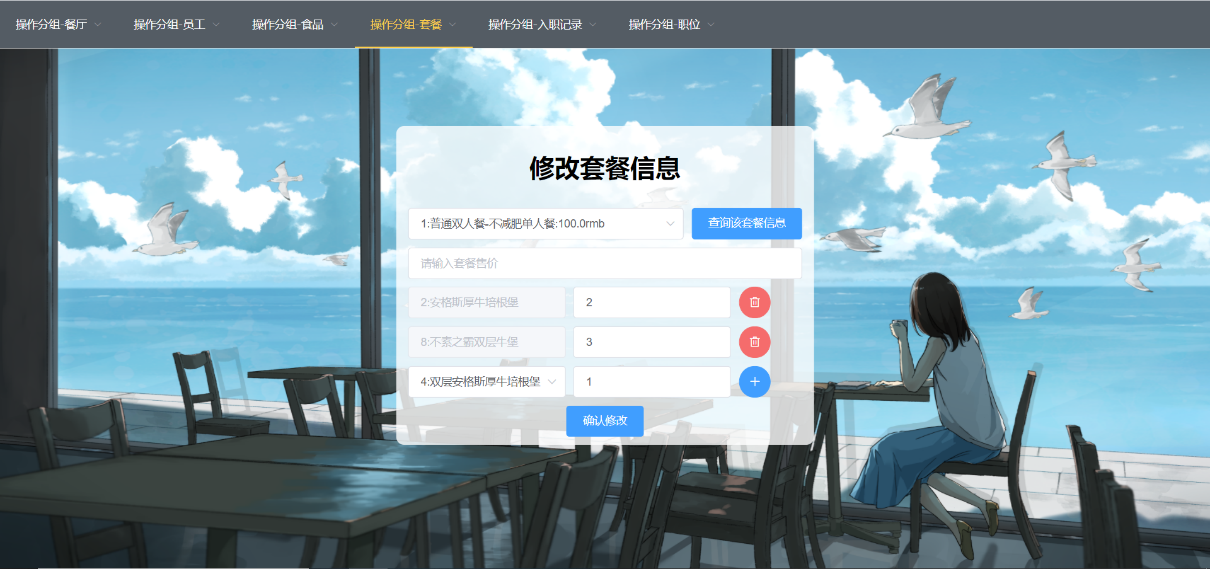 操作分组-餐厅 操作分组-员工 操作分组-食品 操作分组-套餐 操作分组-入职记录 操作分组-职位
修改套餐信息
1:普通双人餐-不减肥单人餐:100.0rmb 查询该套餐信息
请输入套餐售价
2:安格斯厚牛培根堡 2
8:不素之霸双层牛堡 3
4:双层安格斯厚牛培根堡 1
确认修改